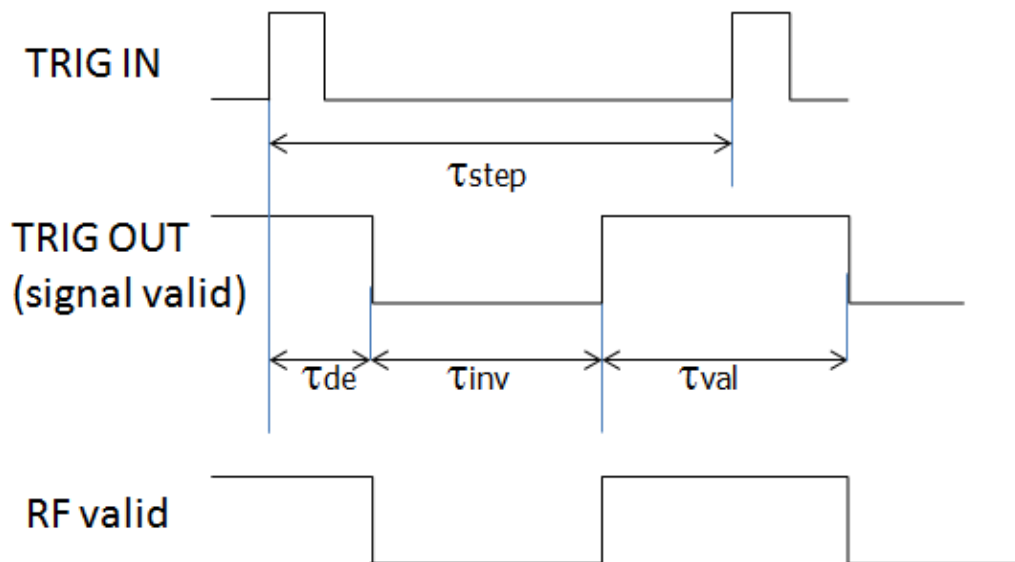 TRIG IN
τstep
TRIG OUT
(signal valid)
τde
τinv
τval
RF valid